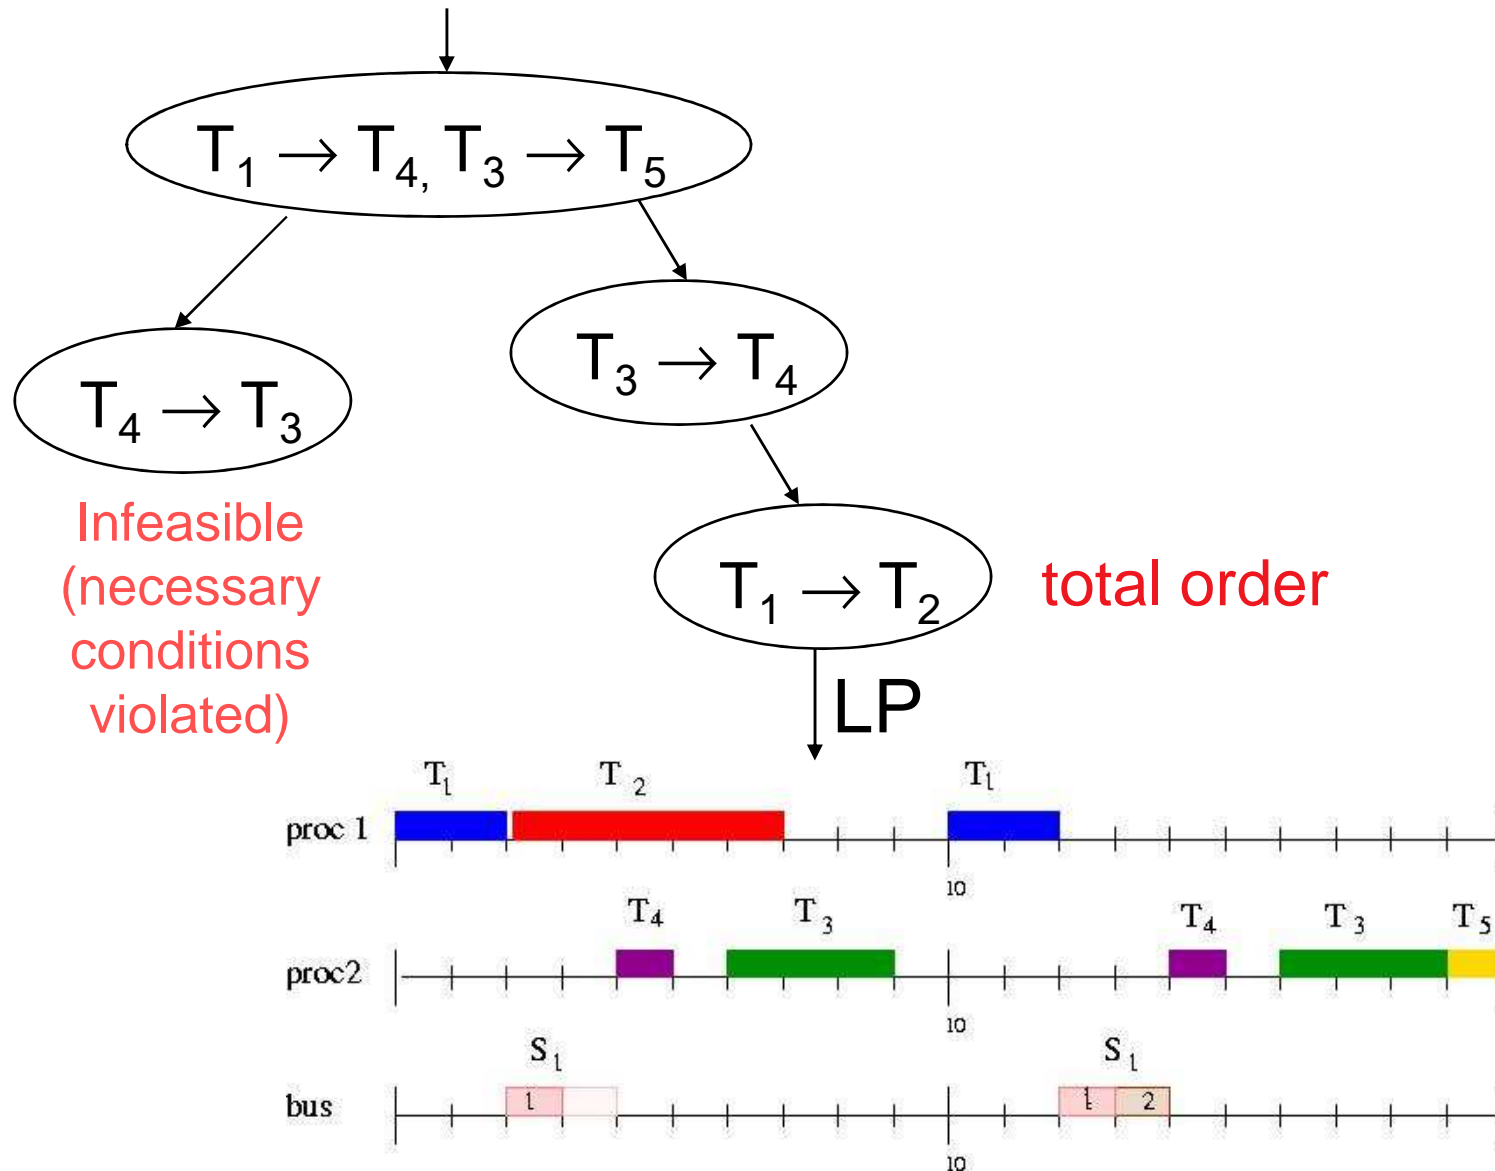 T₁ → T₄, T₃ → T₅
T₃ → T₄
T₄ → T₃
Infeasible
(necessary
conditions
violated)
T₁ → T₂
total order
LP
T₁ T₂ T₁
proc 1
10
T₄ T₃ T₄ T₃ T₅
proc2
10
S₁ S₁
bus
1 1 2
10